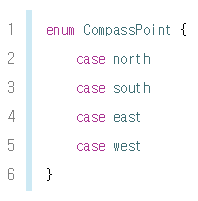 1 enum CompassPoint {
2     case north
3     case south
4     case east
5     case west
6 }